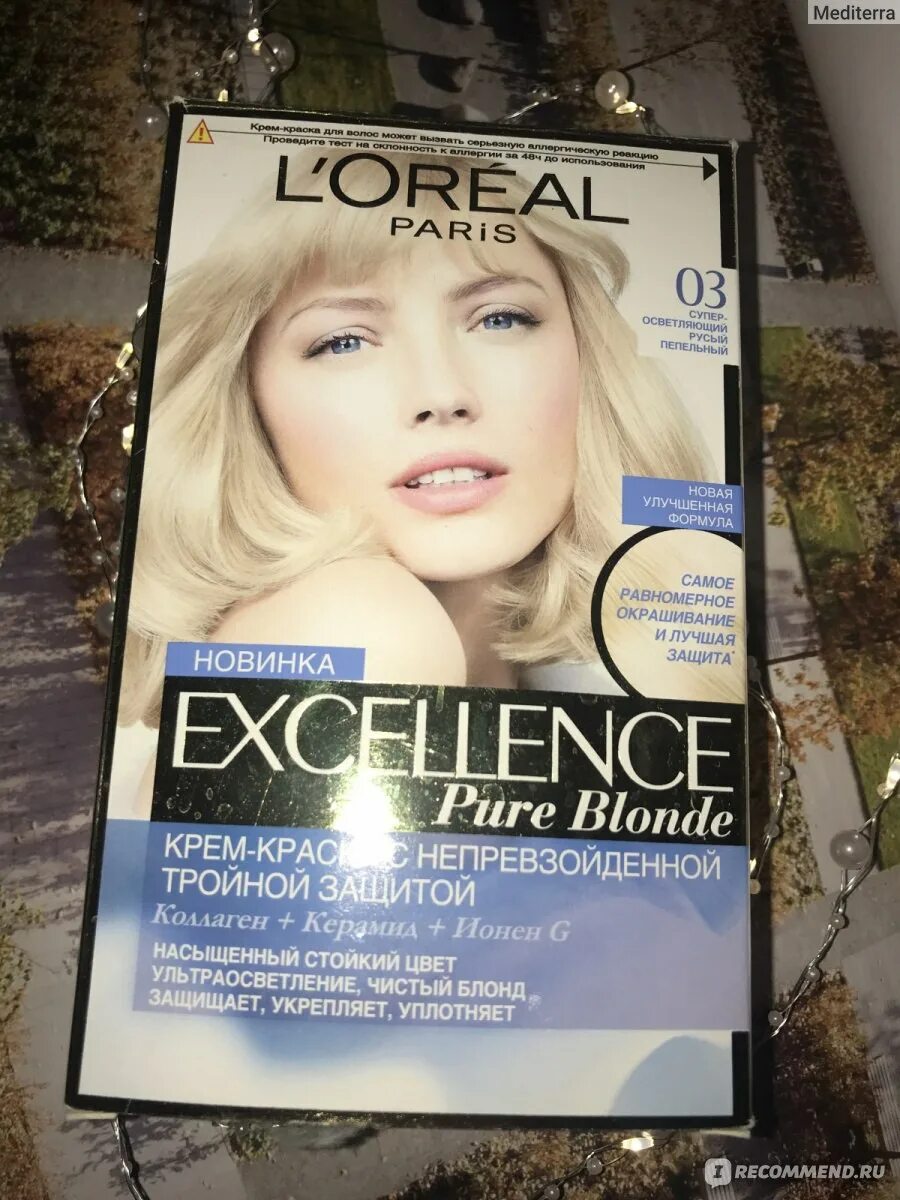 Mediterra
Крем-краска для волос может вызвать серьезную аллергическую реакцию
Проведите тест на склонность к аллергии за 48ч до использования
L'ORÉAL
PARiS
03
СУПЕР-
ОСВЕТЛЯЮЩИЙ
РУСЫЙ
ПЕПЕЛЬНЫЙ
НОВАЯ
УЛУЧШЕННАЯ
ФОРМУЛА
САМОЕ
РАВНОМЕРНОЕ
ОКРАШИВАНИЕ
И ЛУЧШАЯ
ЗАЩИТА*
НОВИНКА
EXCELLENCE
Pure Blonde
КРЕМ-КРАСКА С НЕПРЕВЗОЙДЕННОЙ
ТРОЙНОЙ ЗАЩИТОЙ
Коллаген + Керамид + Ионен G
НАСЫЩЕННЫЙ СТОЙКИЙ ЦВЕТ
УЛЬТРАОСВЕТЛЕНИЕ, ЧИСТЫЙ БЛОНД
ЗАЩИЩАЕТ, УКРЕПЛЯЕТ, УПЛОТНЯЕТ
IRECOMMEND.RU